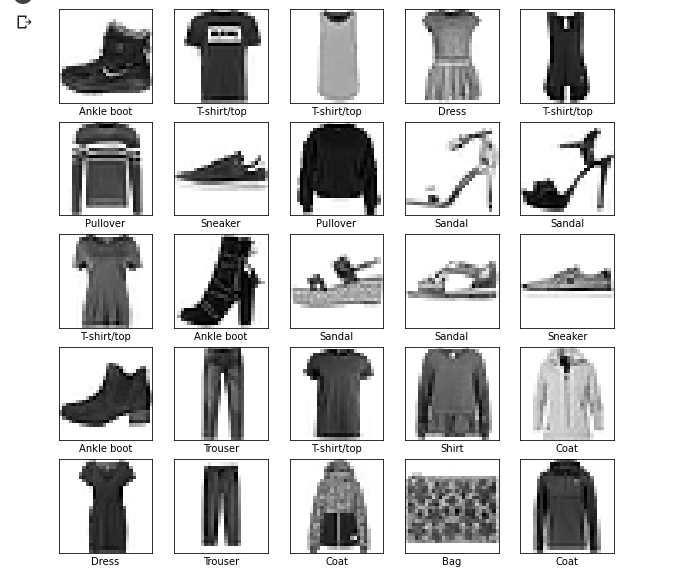 Ankle boot T-shirt/top T-shirt/top Dress T-shirt/top
Pullover Sneaker Pullover Sandal Sandal
T-shirt/top Ankle boot Sandal Sandal Sneaker
Ankle boot Trouser T-shirt/top Shirt Coat
Dress Trouser Coat Bag Coat